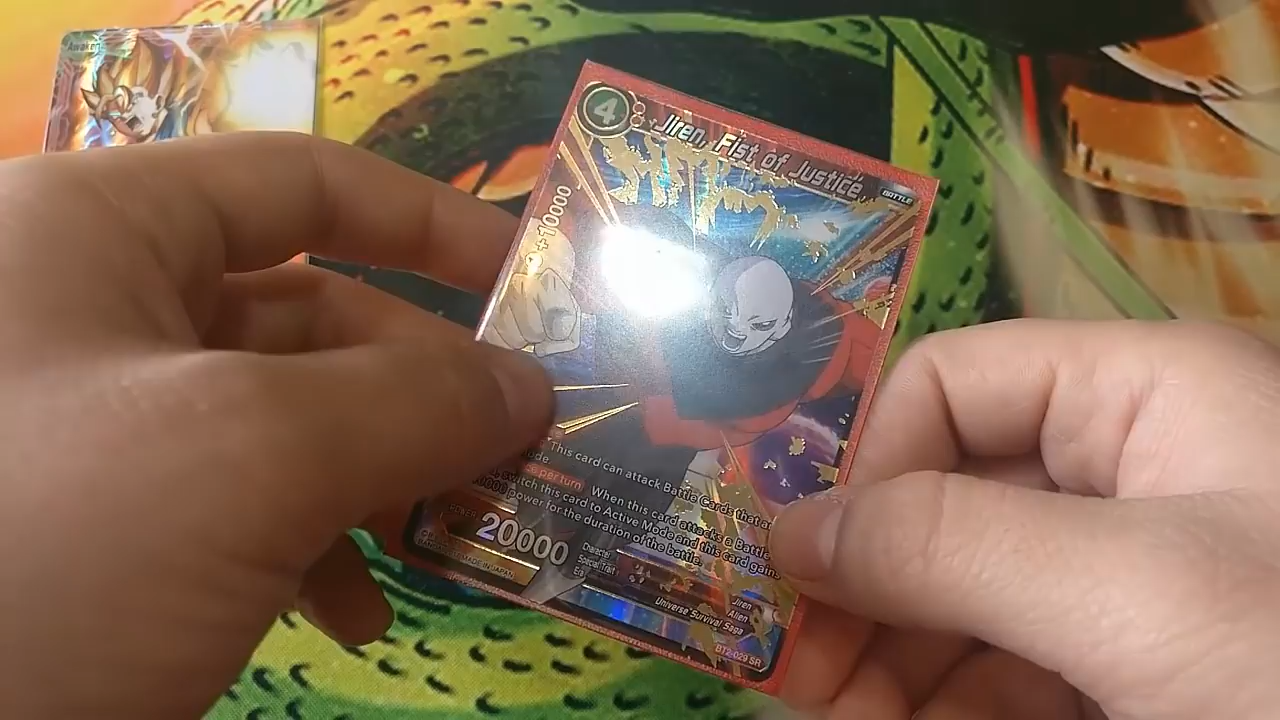 Awaken
4
Jiren, Fist of Justice
BATTLE
+10000
This card can attack Battle Cards that
per turn When this card attacks a Battle
switch this card to Active Mode and this card gains
power for the duration of the battle.
POWER 20000
Character Jiren
Special Trait Alien
Era Universe Survival Saga
MADE IN JAPAN
BT2-029 SR